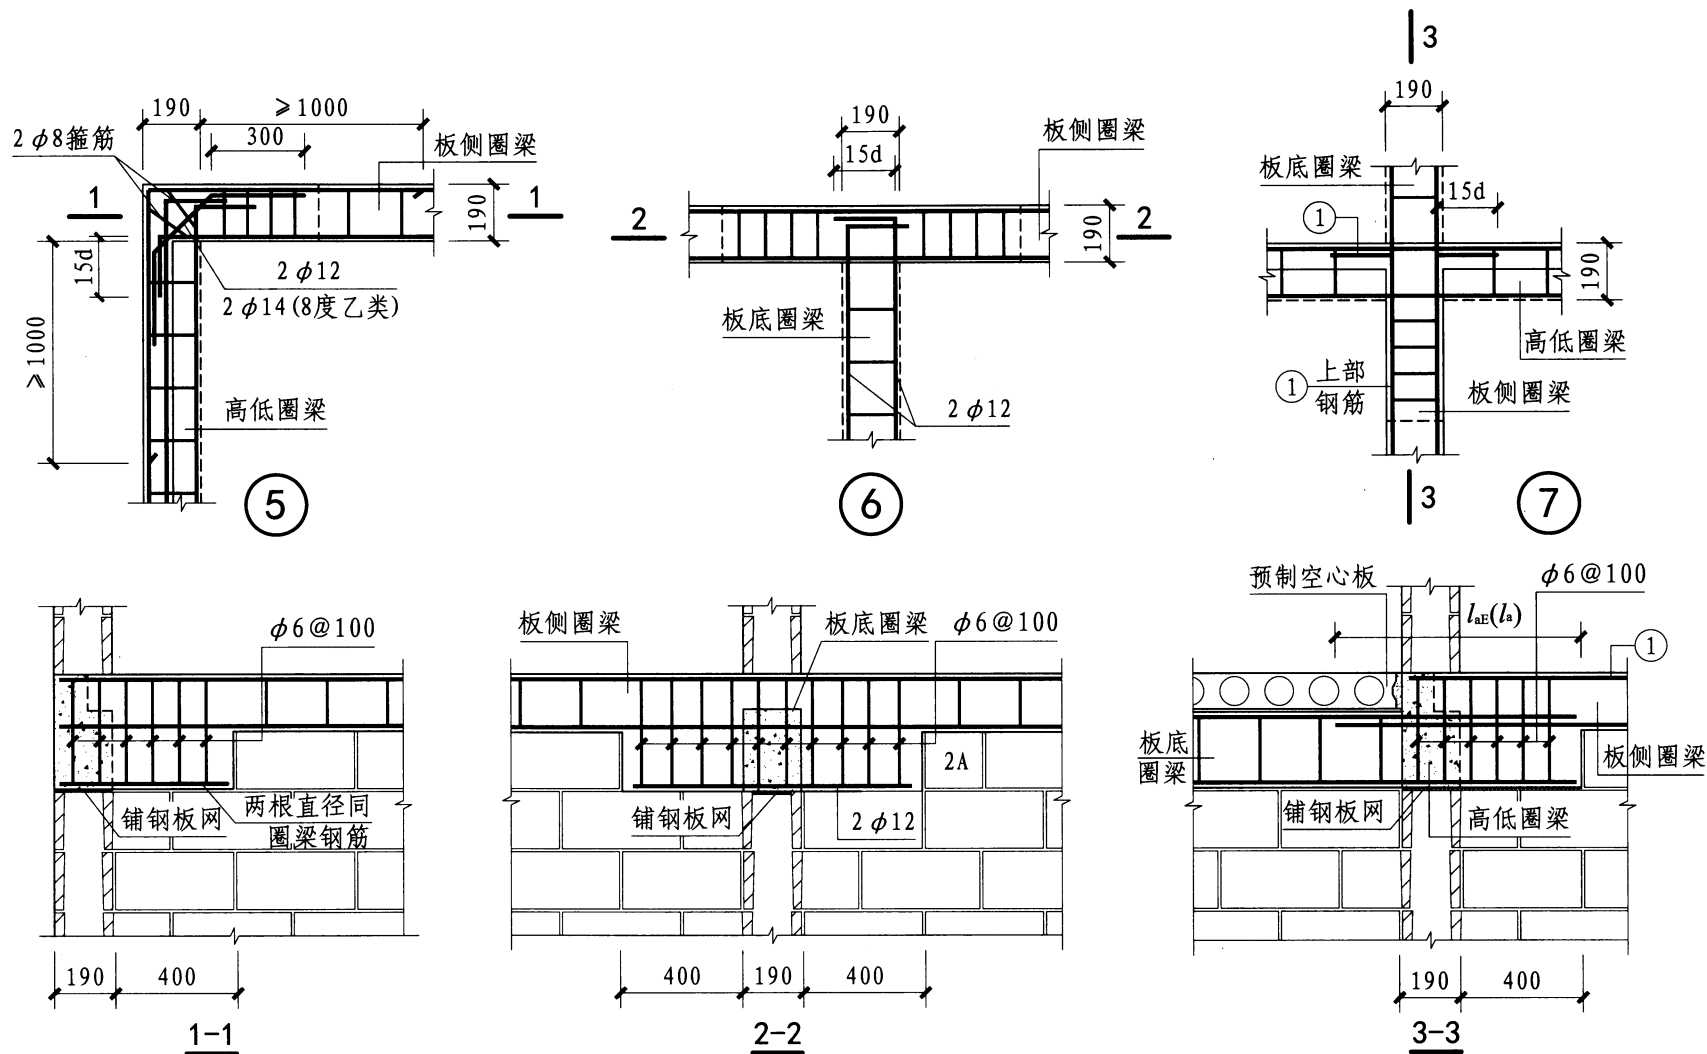 190
≥1000
2φ8箍筋
300
板侧圈梁
1
1
190
15d
2φ12
2φ14(8度乙类)
≥1000
高低圈梁
5
190
15d
板侧圈梁
2
2
190
板底圈梁
2φ12
6
3
190
板底圈梁
15d
1
190
高低圈梁
1
上部
钢筋
板侧圈梁
3
7
φ6@100
铺钢板网
两根直径同
圈梁钢筋
190
400
1-1
板侧圈梁
板底圈梁
φ6@100
2A
铺钢板网
2φ12
400
190
400
2-2
预制空心板
φ6@100
laE(la)
1
板底
圈梁
板侧圈梁
铺钢板网
高低圈梁
190
400
3-3